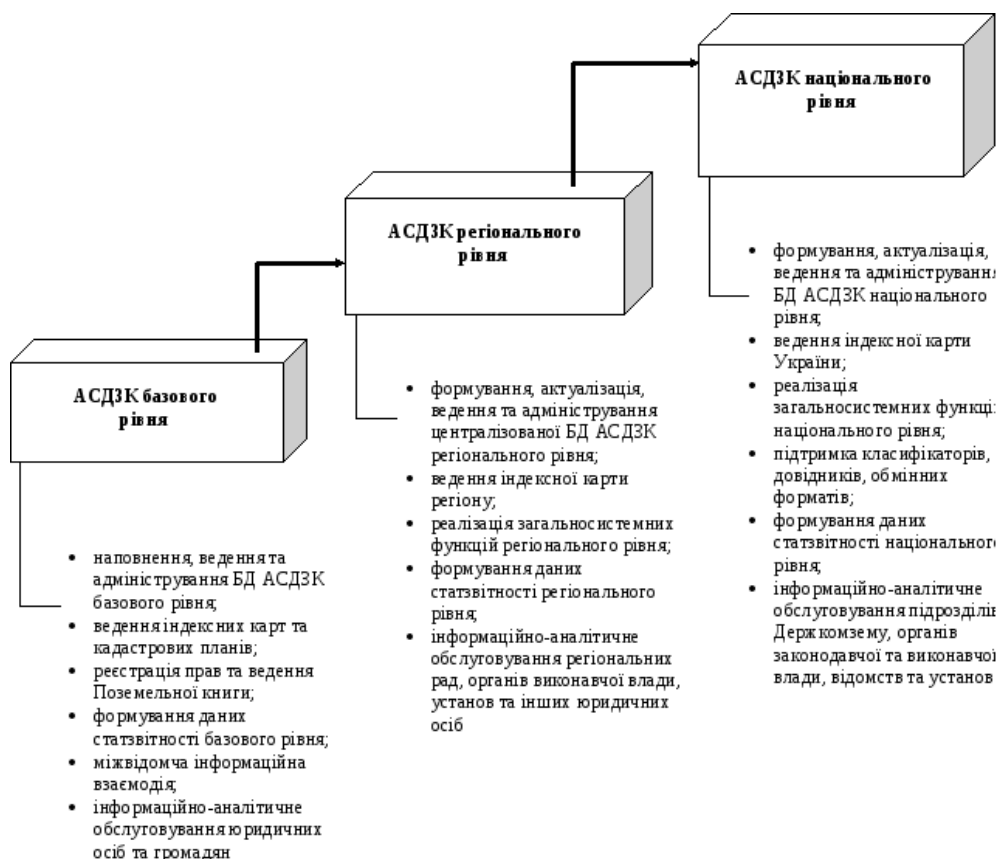 АСДЗК національного
рівня
формування, актуалізація,
ведення та адміністрування
БД АСДЗК національного
рівня;
ведення індексної карти
України;
реалізація
загальносистемних функцій
національного рівня;
підтримка класифікаторів,
довідників, обмінних
форматів;
формування даних
статзвітності національного
рівня;
інформаційно-аналітичне
обслуговування підрозділів
Держкомзему, органів
законодавчої та виконавчої
влади, відомств та установ
АСДЗК регіонального
рівня
формування, актуалізація,
ведення та адміністрування
централізованої БД АСДЗК
регіонального рівня;
ведення індексної карти
регіону;
реалізація загальносистемних
функцій регіонального рівня;
формування даних
статзвітності регіонального
рівня;
інформаційно-аналітичне
обслуговування регіональних
рад, органів виконавчої влади,
установ та інших юридичних
осіб
АСДЗК базового
рівня
наповнення, ведення та
адміністрування БД АСДЗК
базового рівня;
ведення індексних карт та
кадастрових планів;
реєстрація прав та ведення
Поземельної книги;
формування даних
статзвітності базового рівня;
міжвідомча інформаційна
взаємодія;
інформаційно-аналітичне
обслуговування юридичних
осіб та громадян